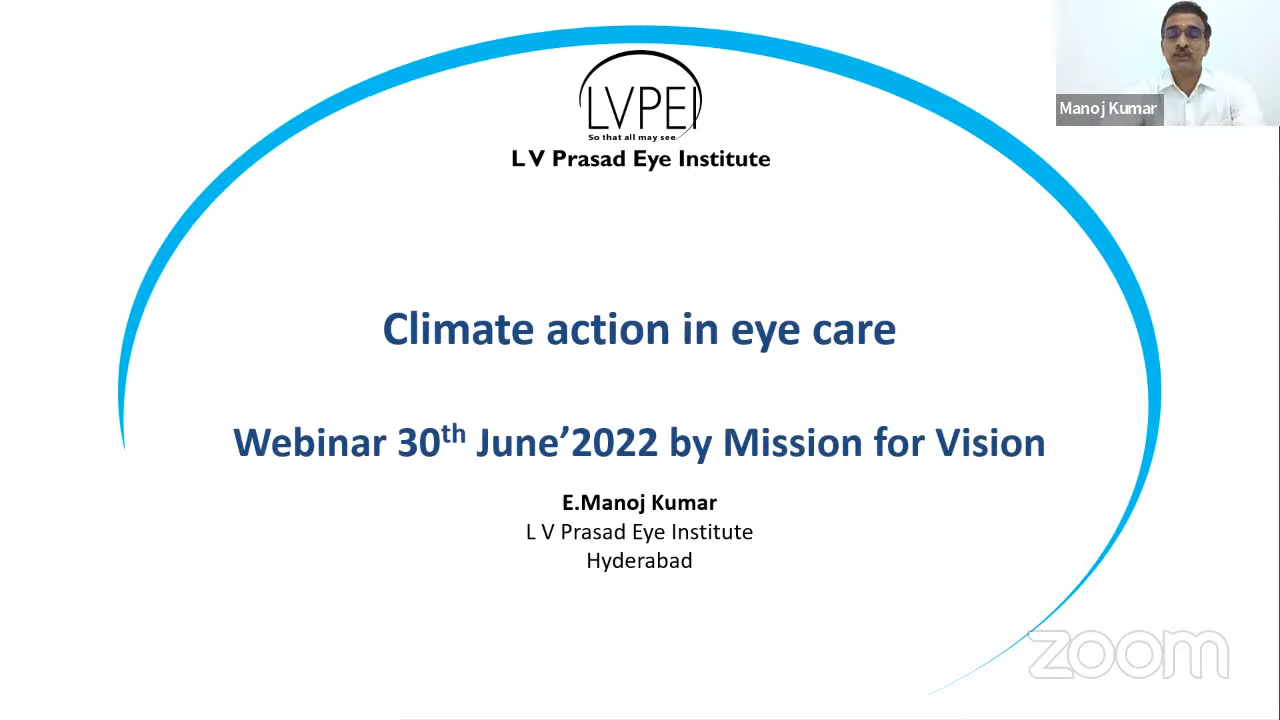 LVPEI
So that all may see
L V Prasad Eye Institute
Manoj Kumar
Climate action in eye care
Webinar 30th June’2022 by Mission for Vision
E.Manoj Kumar
L V Prasad Eye Institute
Hyderabad
zoom